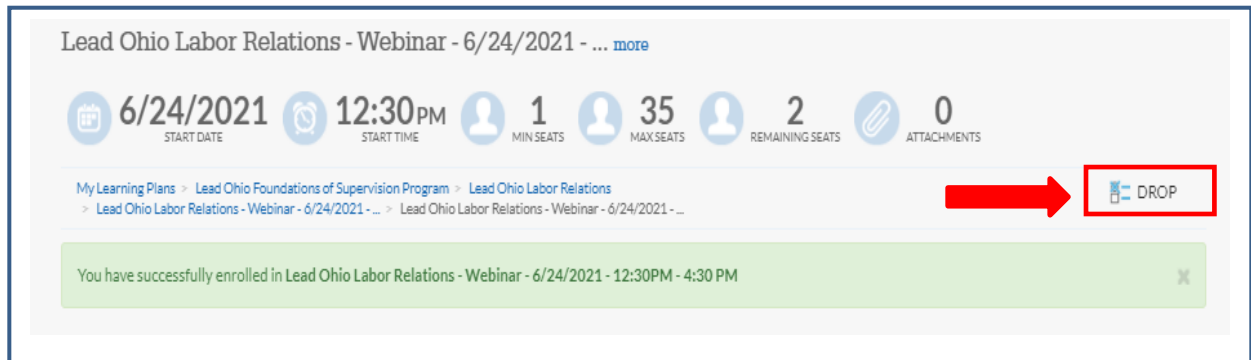 Lead Ohio Labor Relations - Webinar - 6/24/2021 - ... more
6/24/2021 12:30 PM 1 35 2 0
START DATE START TIME MIN SEATS MAX SEATS REMAINING SEATS ATTACHMENTS
My Learning Plans > Lead Ohio Foundations of Supervision Program > Lead Ohio Labor Relations
> Lead Ohio Labor Relations - Webinar - 6/24/2021 - ... > Lead Ohio Labor Relations - Webinar - 6/24/2021 - ...
DROP
You have successfully enrolled in Lead Ohio Labor Relations - Webinar - 6/24/2021 - 12:30PM - 4:30 PM